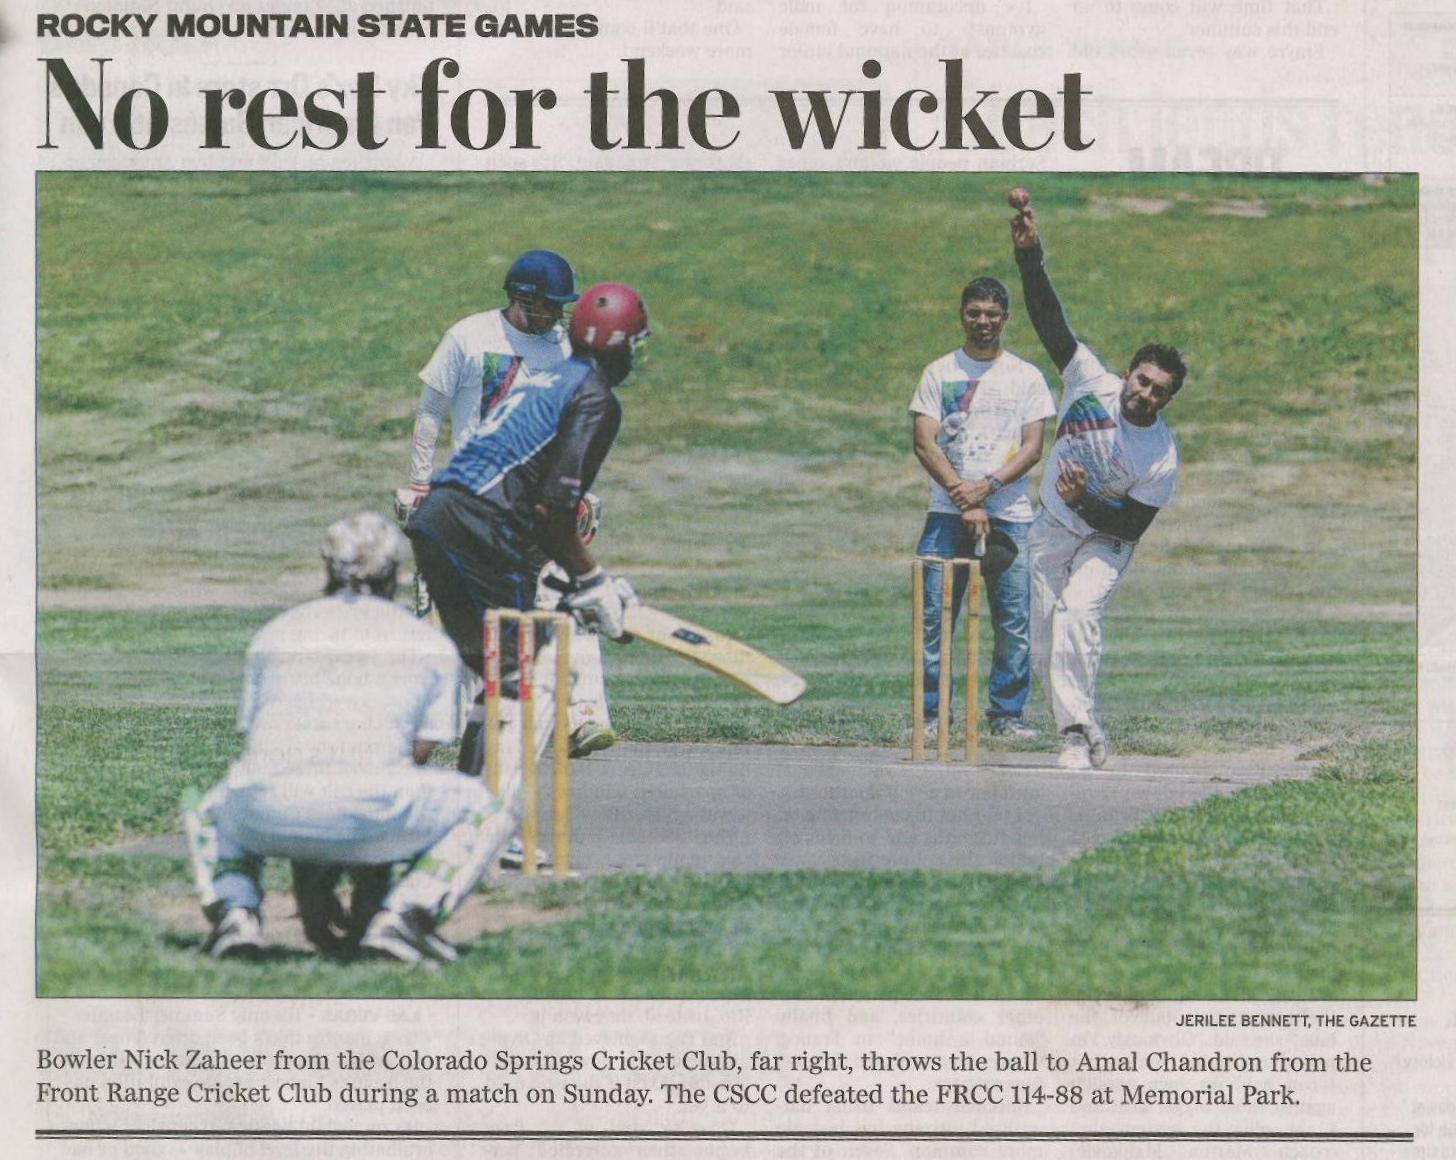 ROCKY MOUNTAIN STATE GAMES
No rest for the wicket
JERILEE BENNETT, THE GAZETTE
Bowler Nick Zaheer from the Colorado Springs Cricket Club, far right, throws the ball to Amal Chandron from the
Front Range Cricket Club during a match on Sunday. The CSCC defeated the FRCC 114-88 at Memorial Park.